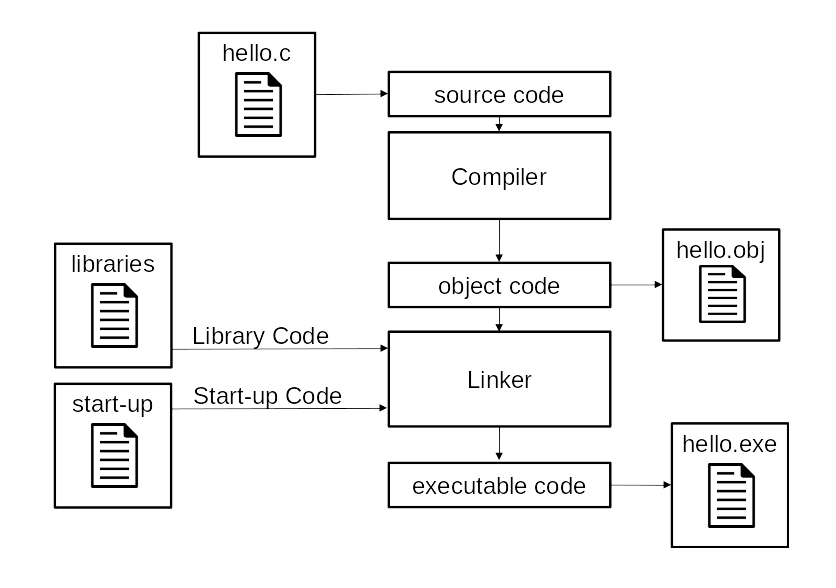 hello.c
source code
Compiler
libraries
hello.obj
object code
Library Code
Linker
start-up
Start-up Code
hello.exe
executable code